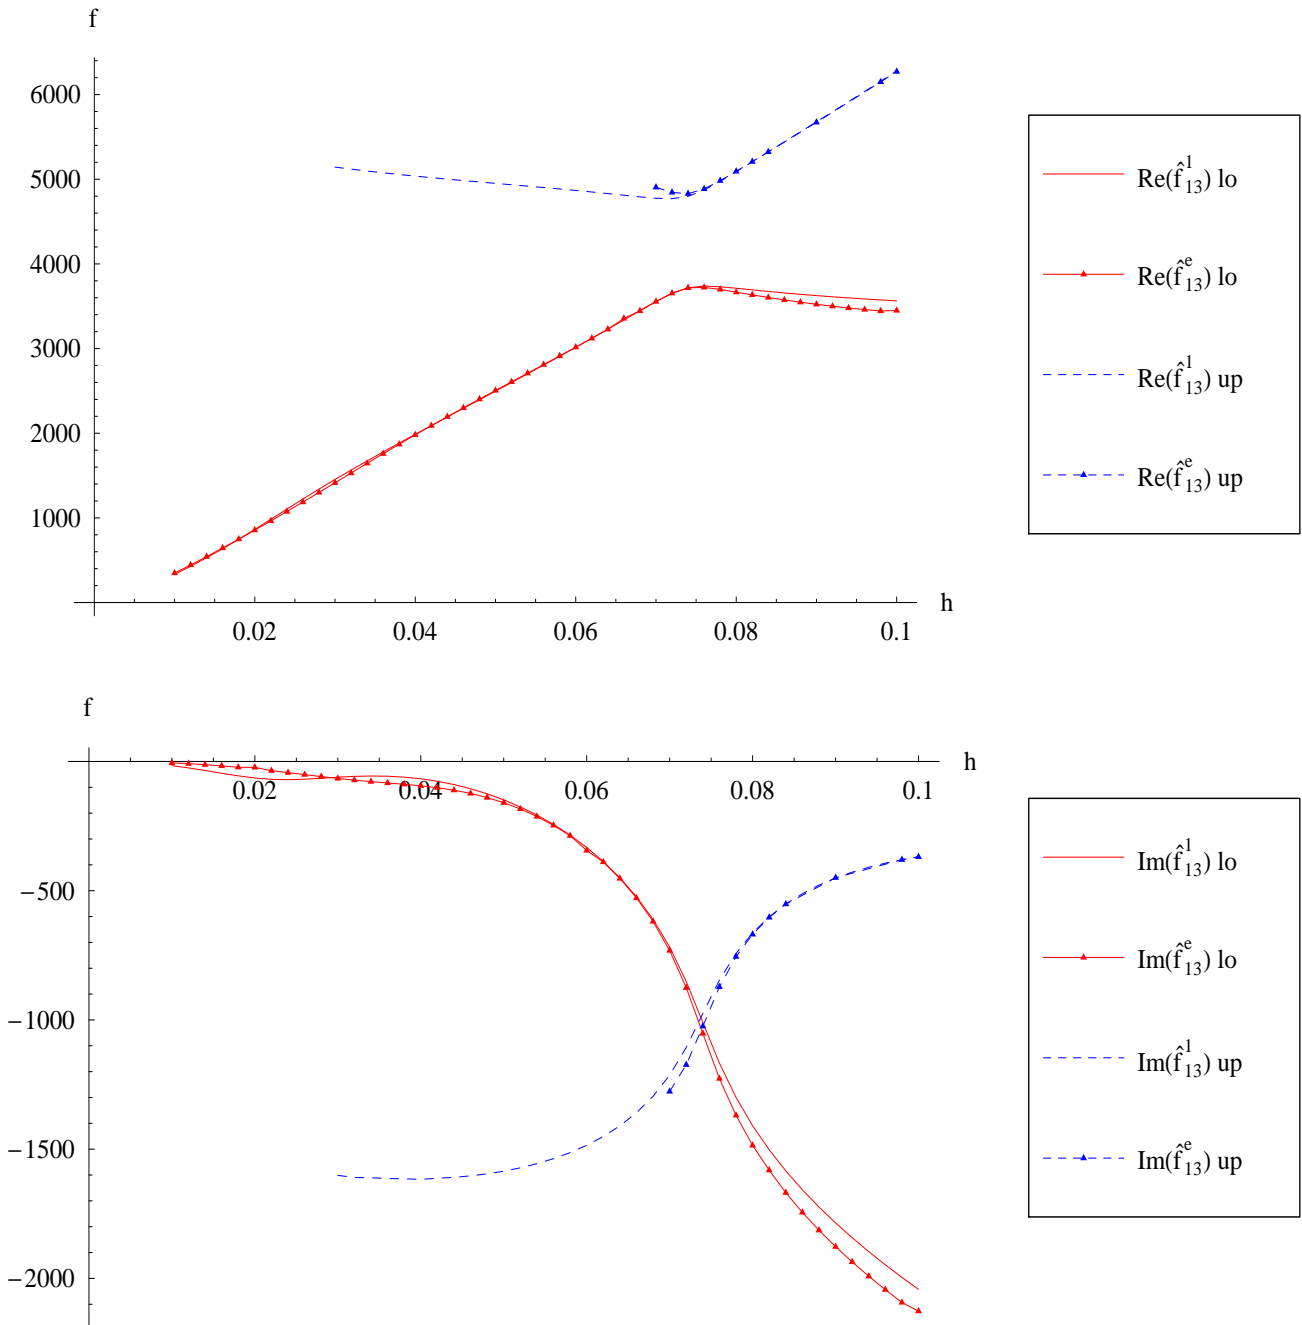 f
6000
5000
4000
3000
2000
1000
0.02 0.04 0.06 0.08 0.1
h
Re(f̂¹₁₃) lo
Re(f̂ᵉ₁₃) lo
Re(f̂¹₁₃) up
Re(f̂ᵉ₁₃) up
f
h
0.02 0.04 0.06 0.08 0.1
−500
−1000
−1500
−2000
Im(f̂¹₁₃) lo
Im(f̂ᵉ₁₃) lo
Im(f̂¹₁₃) up
Im(f̂ᵉ₁₃) up